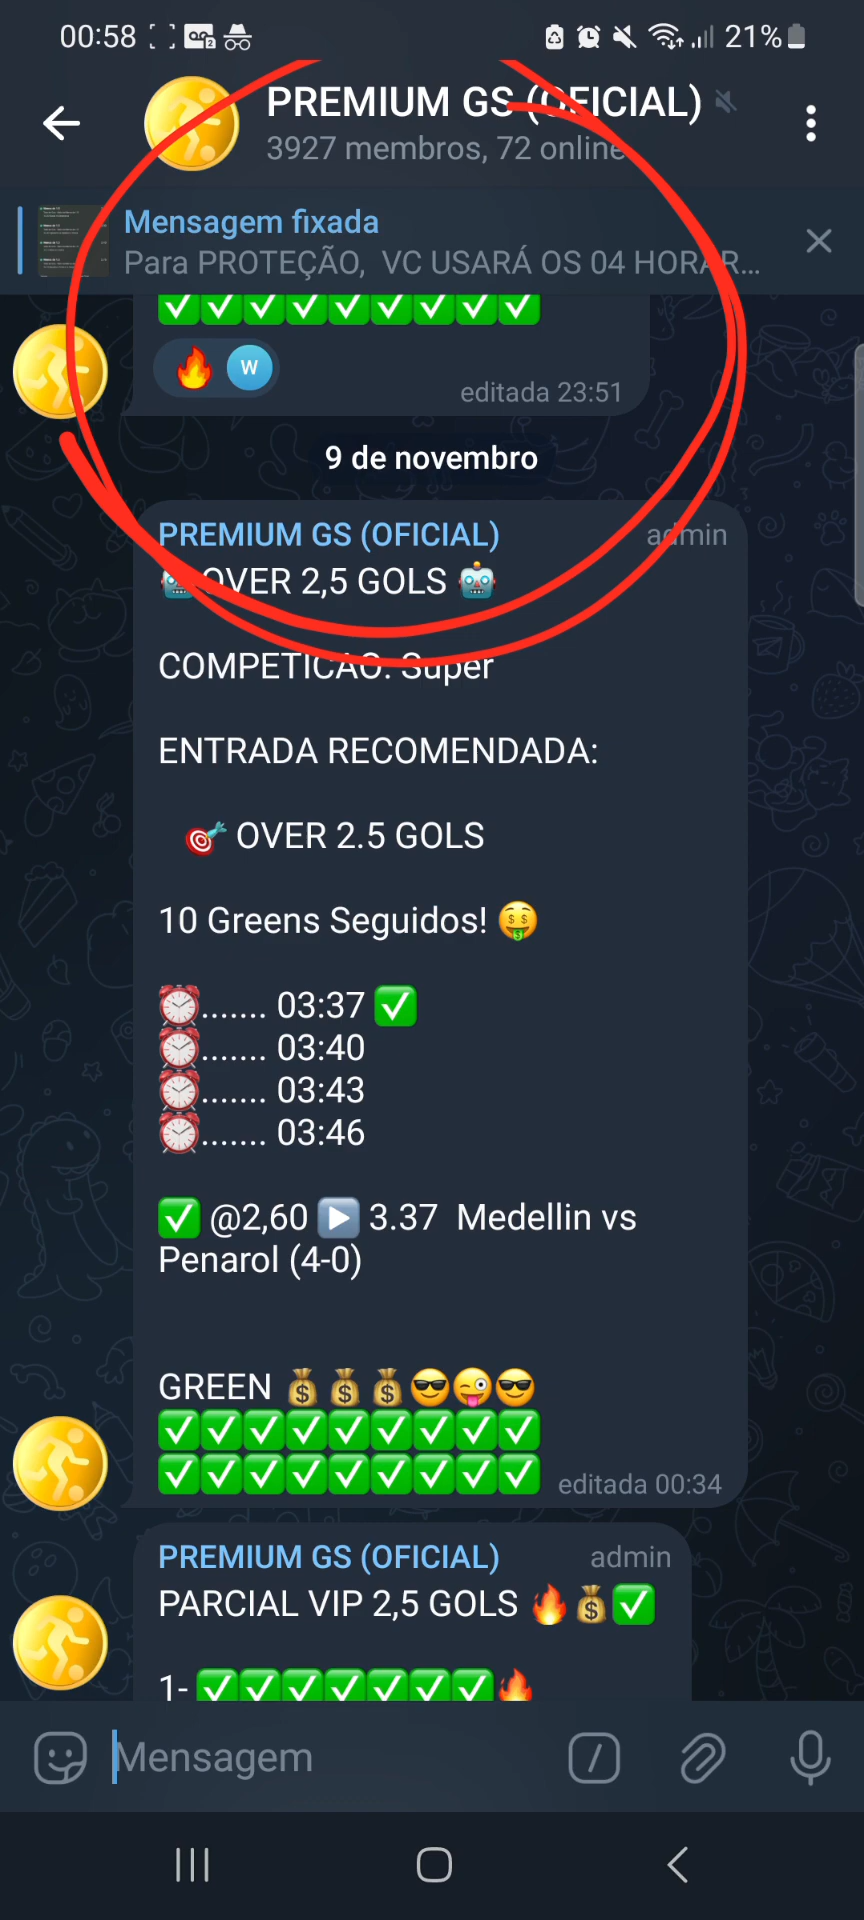 00:58
21%
PREMIUM GS (OFICIAL)
3927 membros, 72 online
Mensagem fixada
Para PROTEÇÃO,  VC USARÁ OS 04 HORÁR...
W
editada 23:51
9 de novembro
PREMIUM GS (OFICIAL)
admin
🤖OVER 2,5 GOLS 🤖
COMPETICAO: Super
ENTRADA RECOMENDADA:
🎯 OVER 2.5 GOLS
10 Greens Seguidos! 🤑
⏰....... 03:37 ✅
⏰....... 03:40
⏰....... 03:43
⏰....... 03:46
✅ @2,60 ▶️ 3.37  Medellin vs
Penarol (4-0)
GREEN 💰💰💰😎😜😎
✅✅✅✅✅✅✅✅✅
✅✅✅✅✅✅✅✅✅ editada 00:34
PREMIUM GS (OFICIAL)
admin
PARCIAL VIP 2,5 GOLS 🔥💰✅
1- ✅✅✅✅✅✅✅🔥
Mensagem